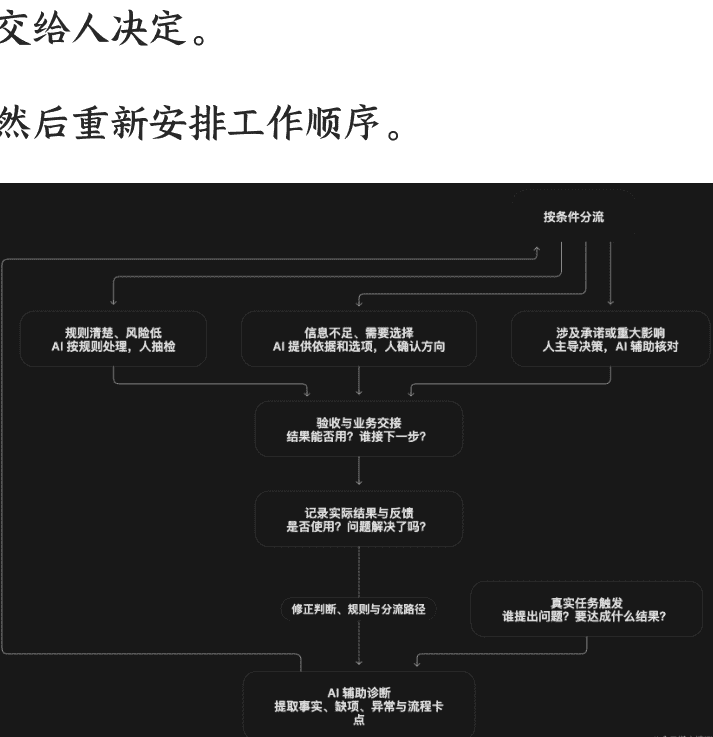 交给人决定。
然后重新安排工作顺序。
按条件分流
规则清楚、风险低
AI 按规则处理，人抽检
信息不足、需要选择
AI 提供依据和选项，人确认方向
涉及承诺或重大影响
人主导决策，AI 辅助核对
验收与业务交接
结果能否用？谁接下一步？
记录实际结果与反馈
是否使用？问题解决了吗？
修正判断、规则与分流路径
真实任务触发
谁提出问题？要达成什么结果？
AI 辅助诊断
提取事实、缺项、异常与流程卡
点